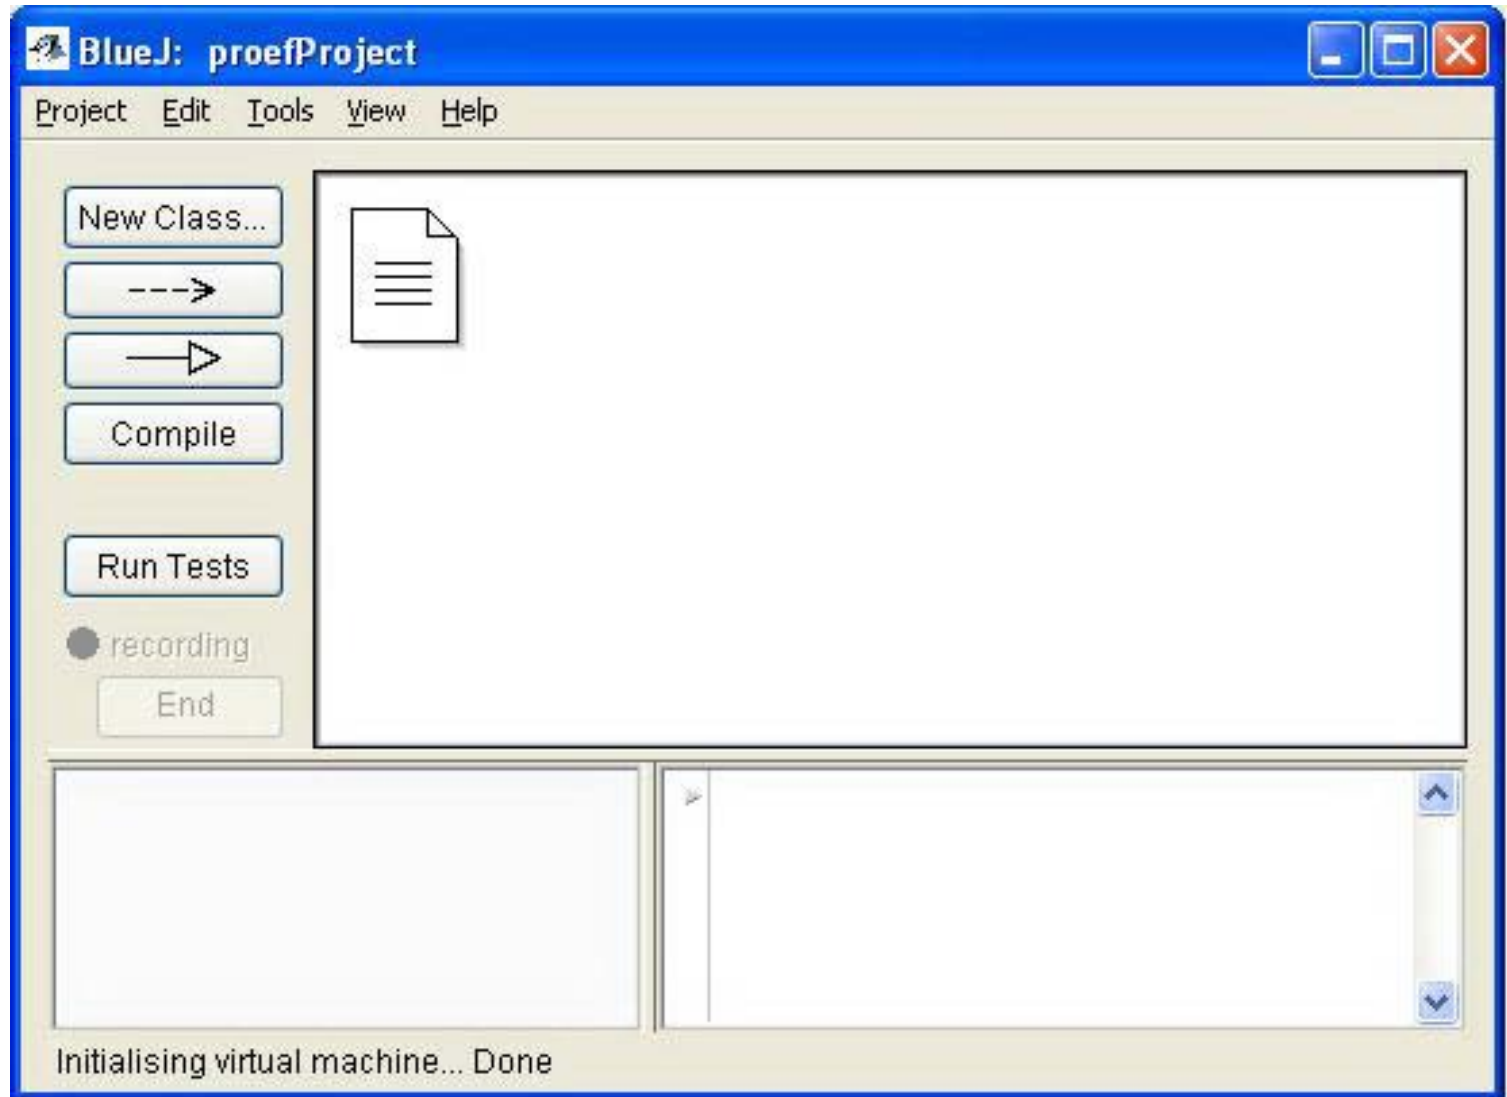 BlueJ: proefProject
Project Edit Tools View Help
New Class...
Compile
Run Tests
recording
End
Initialising virtual machine... Done